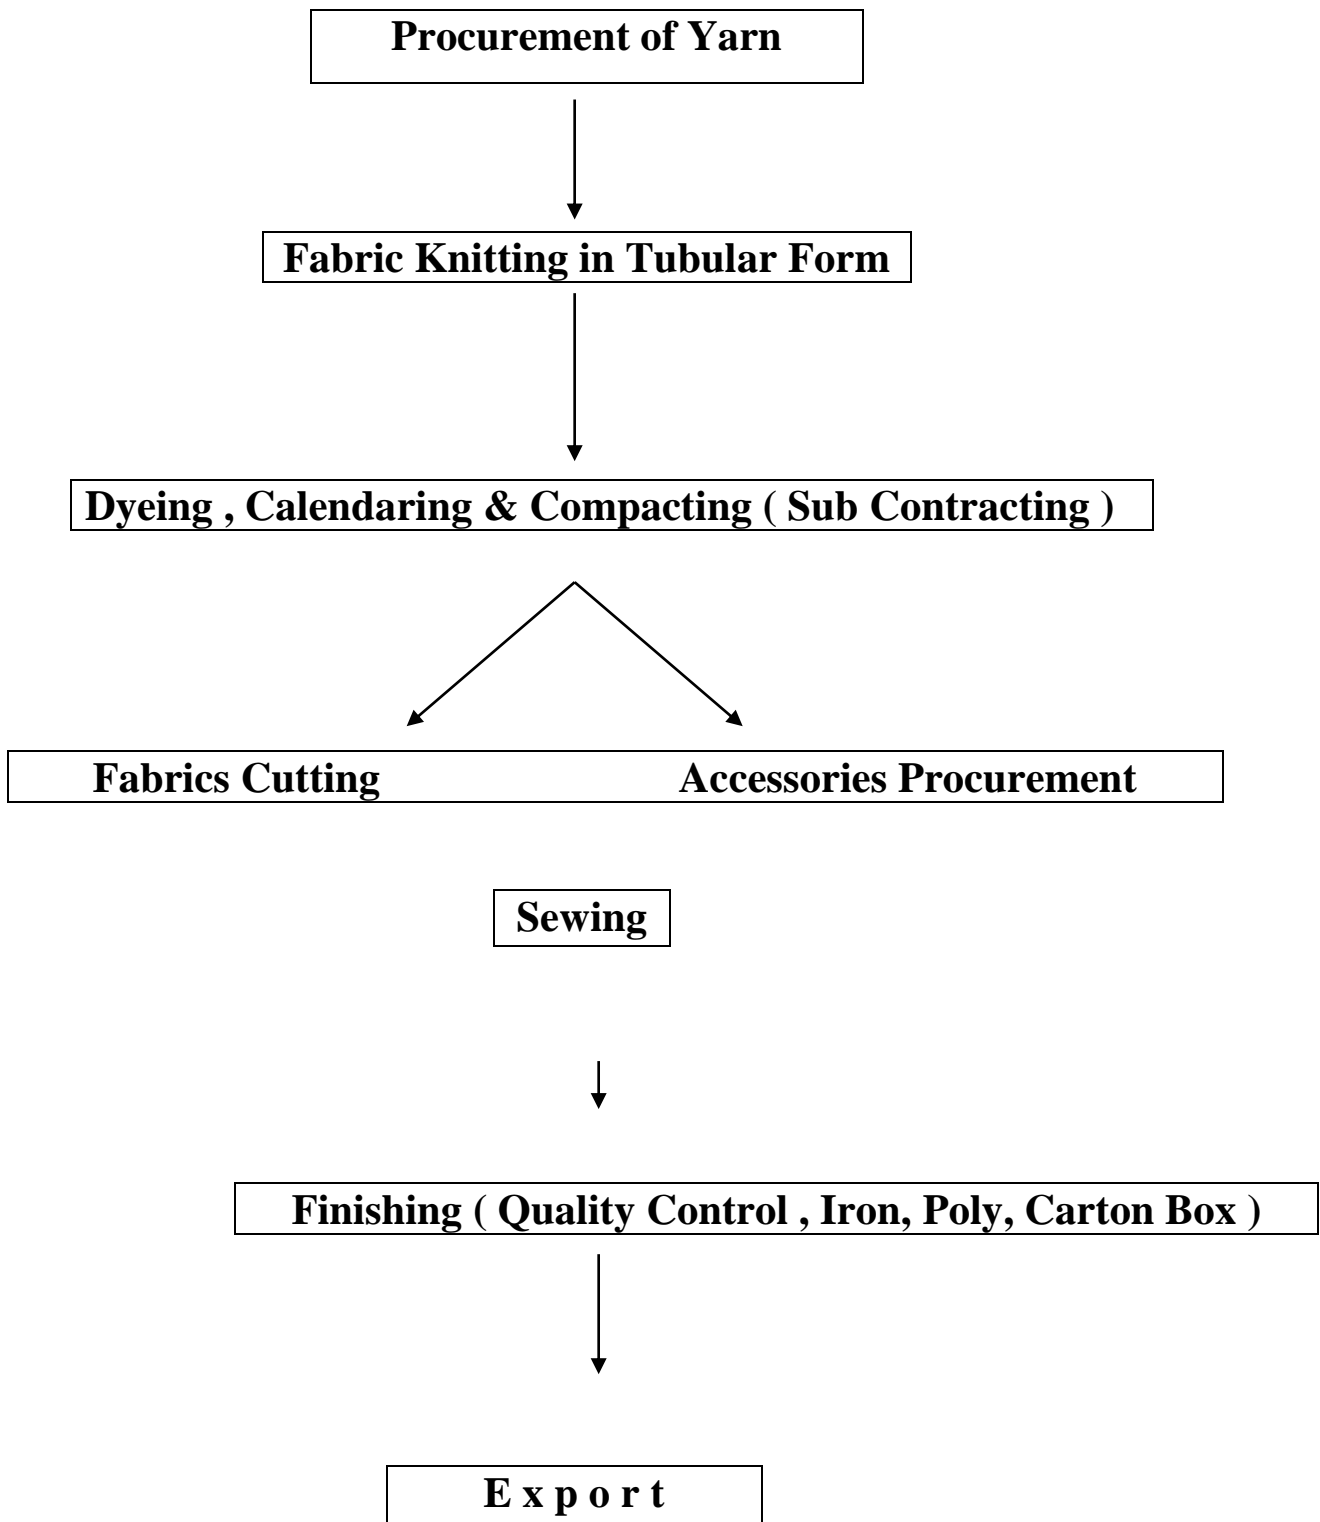 Procurement of Yarn
Fabric Knitting in Tubular Form
Dyeing , Calendaring & Compacting ( Sub Contracting )
Fabrics Cutting Accessories Procurement
Sewing
Finishing ( Quality Control , Iron, Poly, Carton Box )
E x p o r t